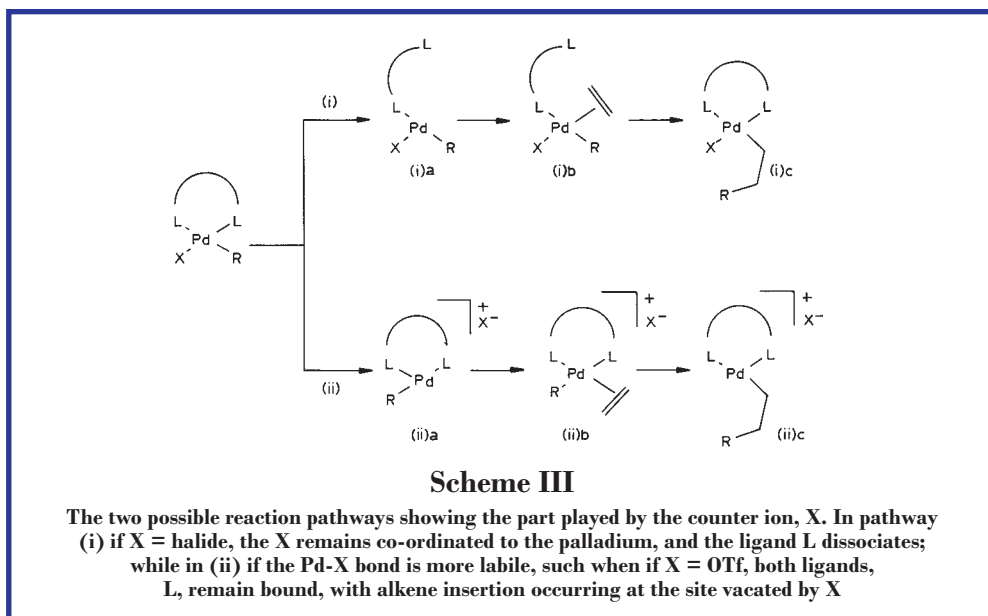 L L
(i) L L L L
Pd Pd Pd
X R X R X
(i)a (i)b (i)c
L L R
Pd
X R
+ + +
X− X− X−
(ii) L L L L L L
Pd Pd Pd
R R
(ii)a (ii)b R (ii)c
Scheme III
The two possible reaction pathways showing the part played by the counter ion, X. In pathway
(i) if X = halide, the X remains co-ordinated to the palladium, and the ligand L dissociates;
while in (ii) if the Pd-X bond is more labile, such when if X = OTf, both ligands,
L, remain bound, with alkene insertion occurring at the site vacated by X